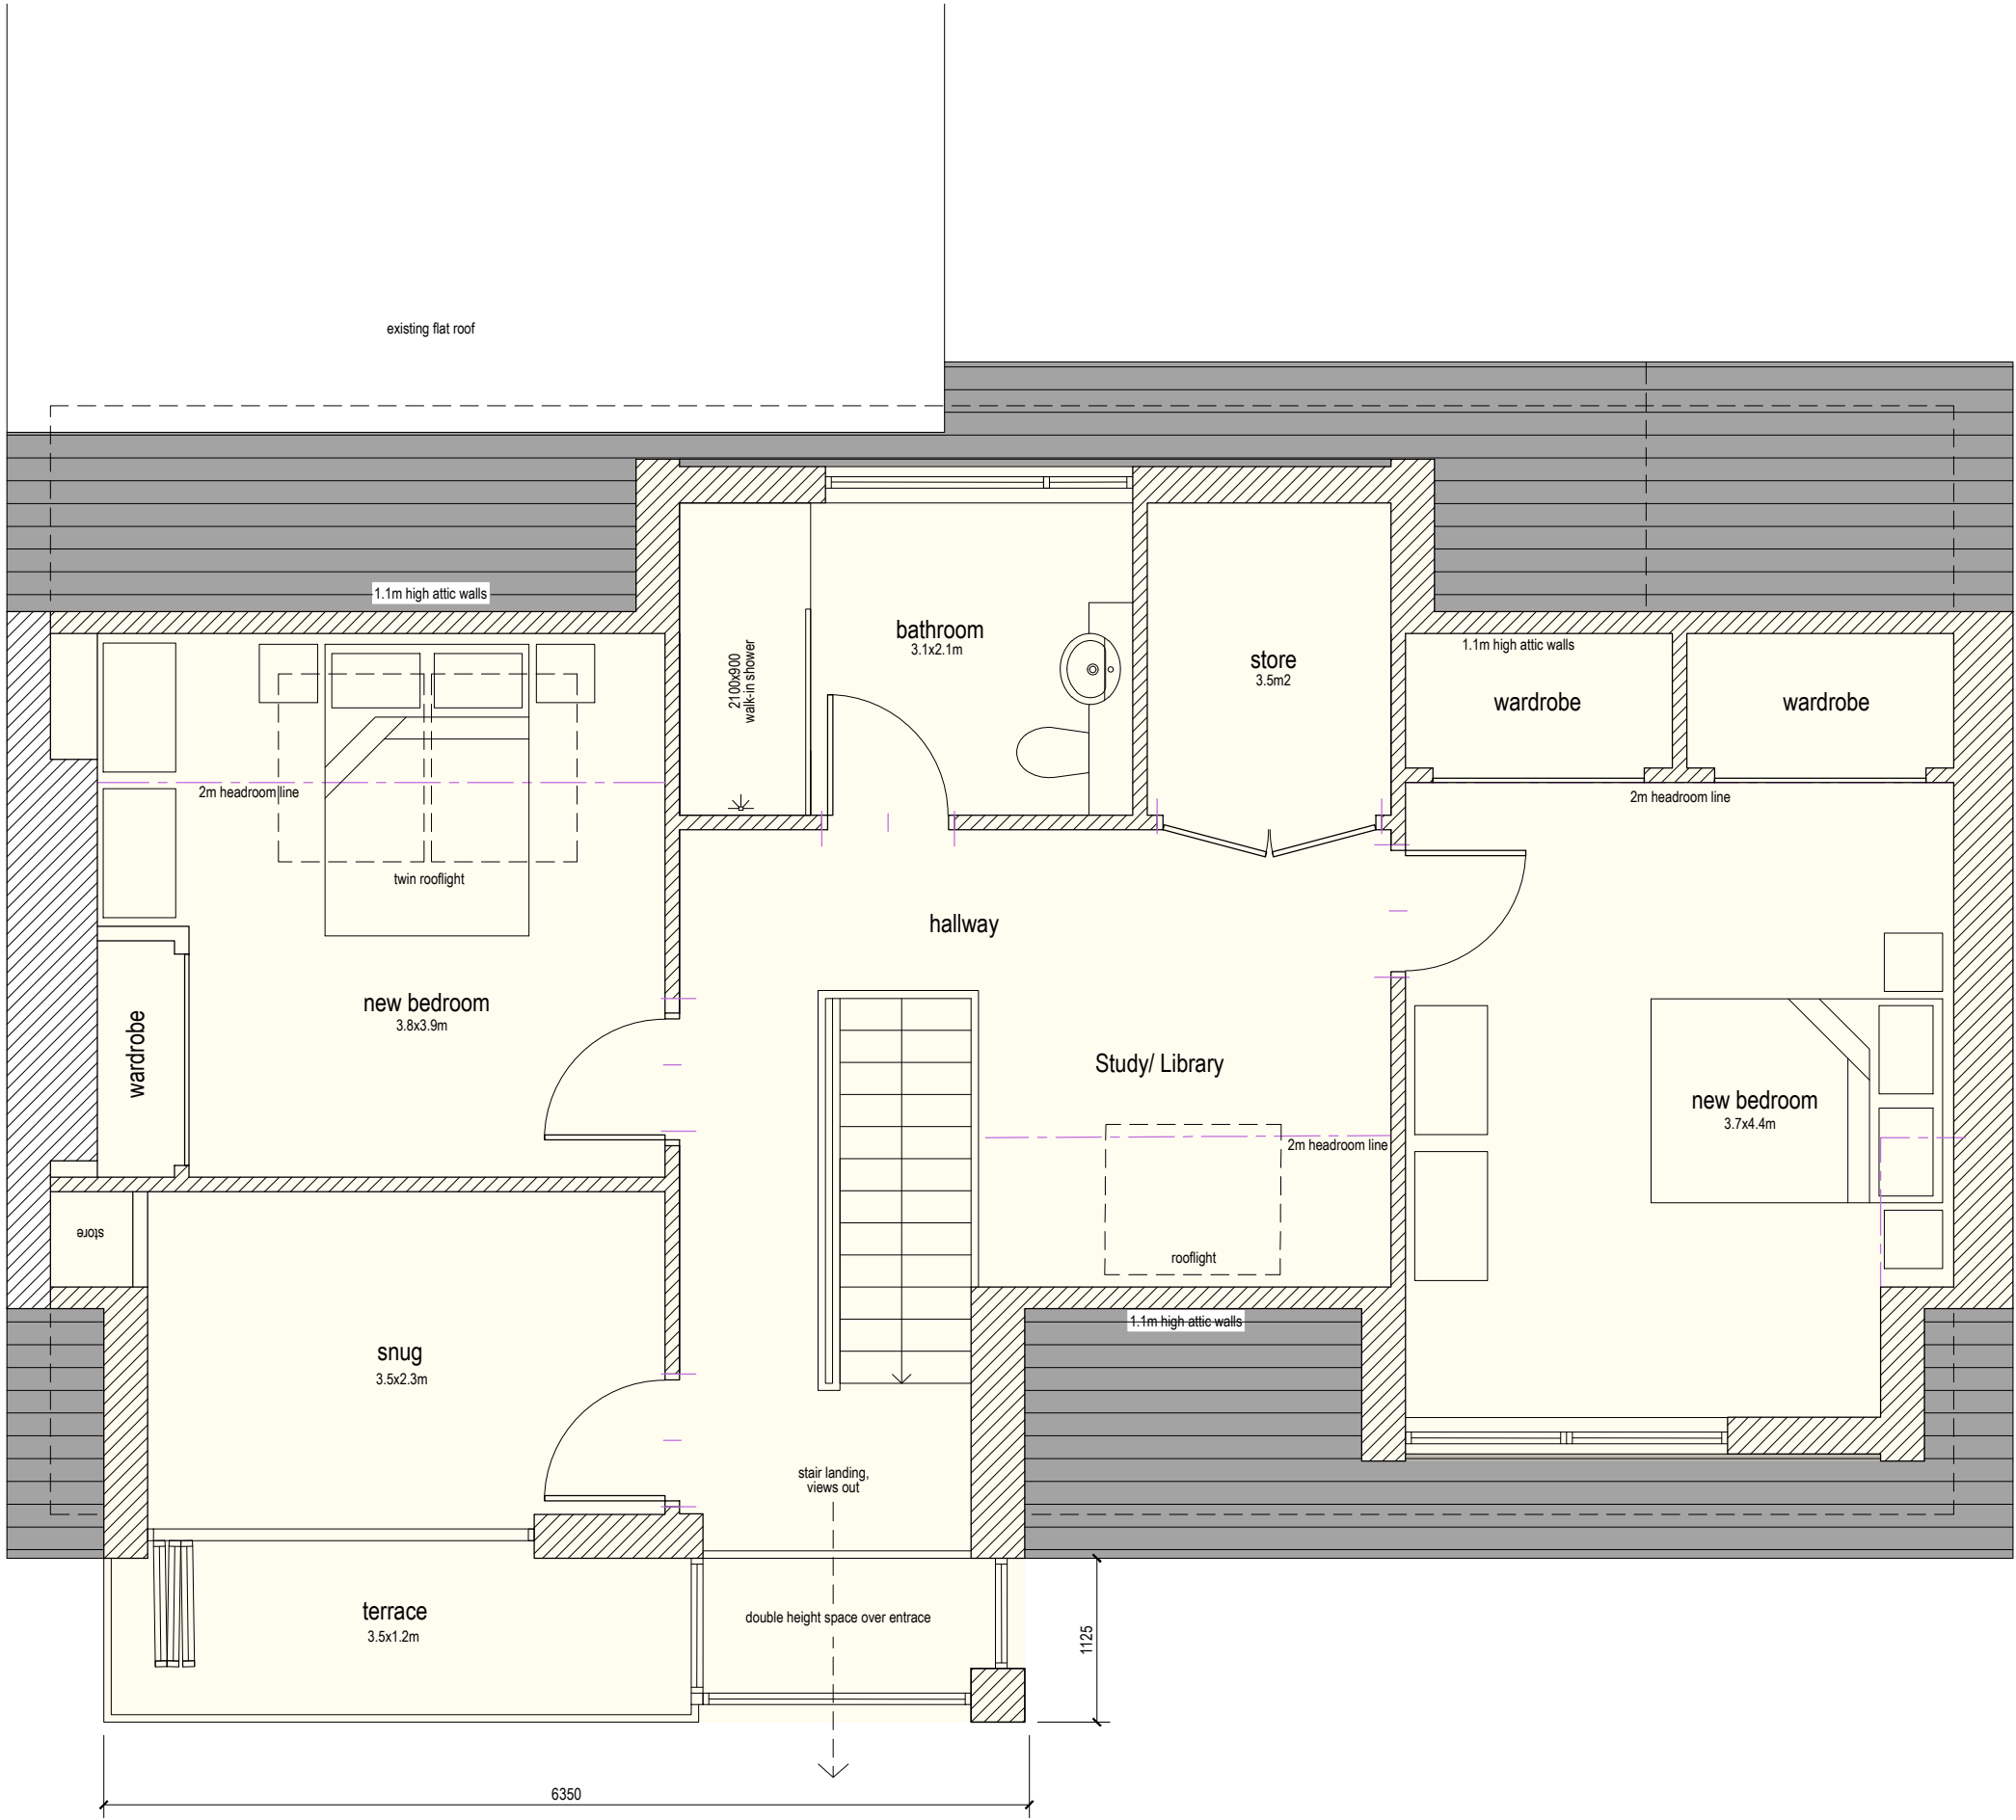 existing flat roof
1.1m high attic walls
bathroom
3.1x2.1m
2100x900
walk-in shower
store
3.5m2
1.1m high attic walls
wardrobe
wardrobe
2m headroom line
2m headroom line
twin rooflight
hallway
new bedroom
3.8x3.9m
wardrobe
Study/ Library
new bedroom
3.7x4.4m
2m headroom line
store
rooflight
1.1m high attic walls
snug
3.5x2.3m
stair landing,
views out
terrace
3.5x1.2m
double height space over entrace
1125
6350